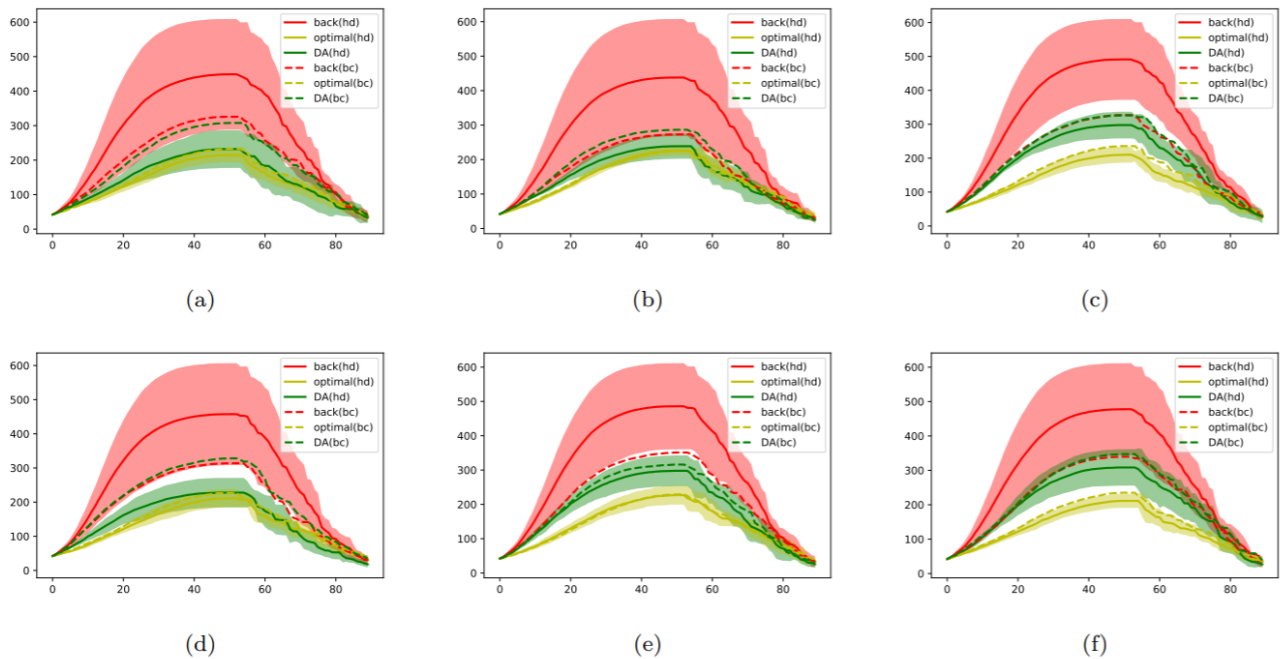 600
500
400
300
200
100
0
0 20 40 60 80
back(hd)
optimal(hd)
DA(hd)
back(bc)
optimal(bc)
DA(bc)
(a)
600
500
400
300
200
100
0
0 20 40 60 80
back(hd)
optimal(hd)
DA(hd)
back(bc)
optimal(bc)
DA(bc)
(b)
600
500
400
300
200
100
0
0 20 40 60 80
back(hd)
optimal(hd)
DA(hd)
back(bc)
optimal(bc)
DA(bc)
(c)
600
500
400
300
200
100
0
0 20 40 60 80
back(hd)
optimal(hd)
DA(hd)
back(bc)
optimal(bc)
DA(bc)
(d)
600
500
400
300
200
100
0
0 20 40 60 80
back(hd)
optimal(hd)
DA(hd)
back(bc)
optimal(bc)
DA(bc)
(e)
600
500
400
300
200
100
0
0 20 40 60 80
back(hd)
optimal(hd)
DA(hd)
back(bc)
optimal(bc)
DA(bc)
(f)